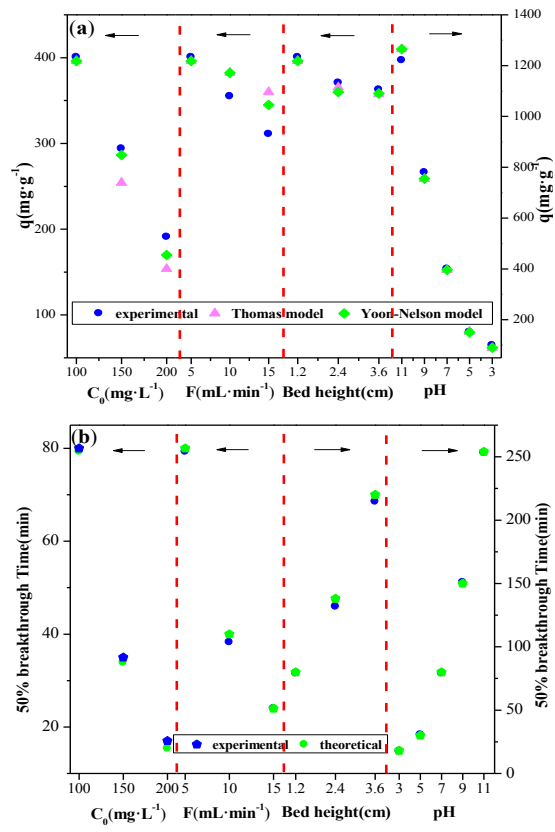 (a)
400
300
200
100
q(mg·g-1)
1400
1200
1000
800
600
400
200
q(mg·g-1)
experimental Thomas model Yoon-Nelson model
100 150 200 5 10 15 1.2 2.4 3.6 11 9 7 5 3
C0(mg·L-1) F(mL·min-1) Bed height(cm) pH
(b)
80
60
40
20
50% breakthrough Time(min)
250
200
150
100
50
0
50% breakthrough Time(min)
experimental theoretical
100 150 200 5 10 15 1.2 2.4 3.6 3 5 7 9 11
C0(mg·L-1) F(mL·min-1) Bed height(cm) pH